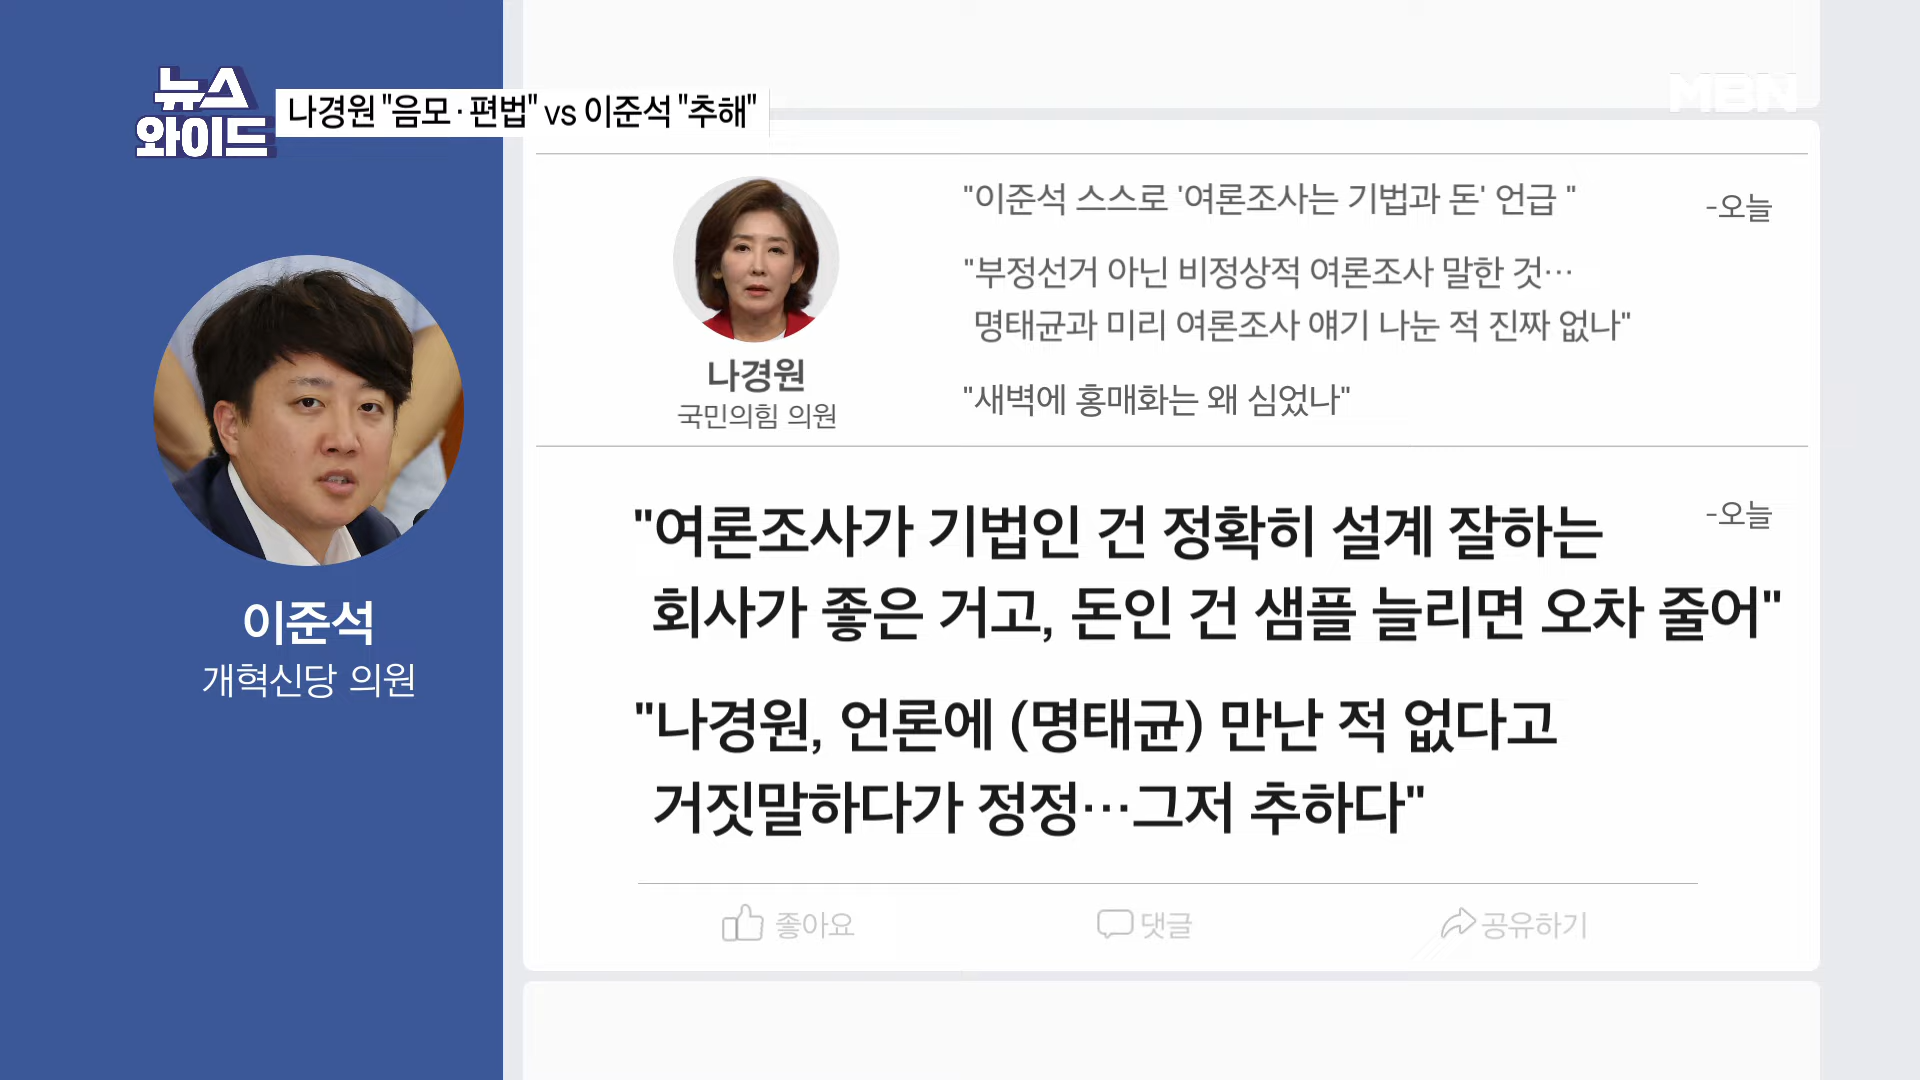 뉴스
와이드
나경원 "음모·편법" vs 이준석 "추해"
MBN
"이준석 스스로 '여론조사는 기법과 돈' 언급 "
-오늘
"부정선거 아닌 비정상적 여론조사 말한 것…
명태균과 미리 여론조사 얘기 나눈 적 진짜 없나"
"새벽에 홍매화는 왜 심었나"
나경원
국민의힘 의원
이준석
개혁신당 의원
"여론조사가 기법인 건 정확히 설계 잘하는
-오늘
회사가 좋은 거고, 돈인 건 샘플 늘리면 오차 줄어"
"나경원, 언론에 (명태균) 만난 적 없다고
거짓말하다가 정정…그저 추하다"
좋아요
댓글
공유하기